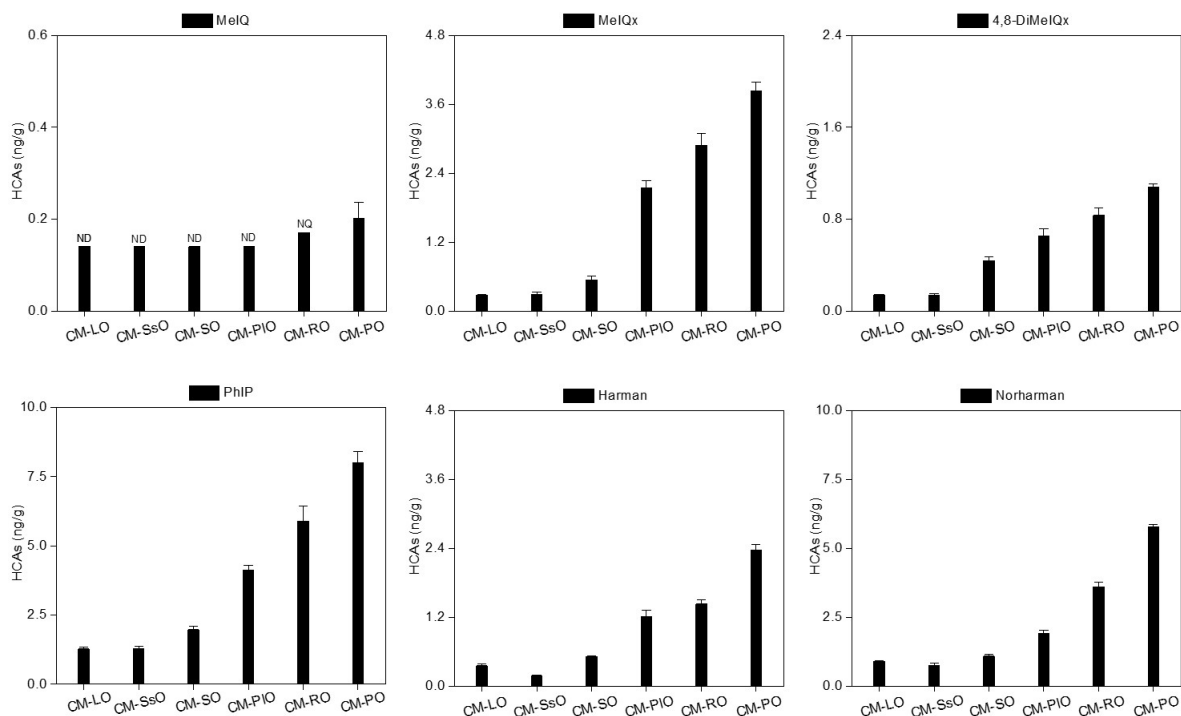 MeIQ
HCAs (ng/g)
0.6
0.4
0.2
0.0
ND
ND
ND
ND
NQ
CM-LO
CM-SsO
CM-SO
CM-PIO
CM-RO
CM-PO
MeIQx
HCAs (ng/g)
4.8
3.6
2.4
1.2
0.0
CM-LO
CM-SsO
CM-SO
CM-PIO
CM-RO
CM-PO
4,8-DiMeIQx
HCAs (ng/g)
2.4
1.6
0.8
0.0
CM-LO
CM-SsO
CM-SO
CM-PIO
CM-RO
CM-PO
PhIP
HCAs (ng/g)
10.0
7.5
5.0
2.5
0.0
CM-LO
CM-SsO
CM-SO
CM-PIO
CM-RO
CM-PO
Harman
HCAs (ng/g)
4.8
3.6
2.4
1.2
0.0
CM-LO
CM-SsO
CM-SO
CM-PIO
CM-RO
CM-PO
Norharman
HCAs (ng/g)
10.0
7.5
5.0
2.5
0.0
CM-LO
CM-SsO
CM-SO
CM-PIO
CM-RO
CM-PO